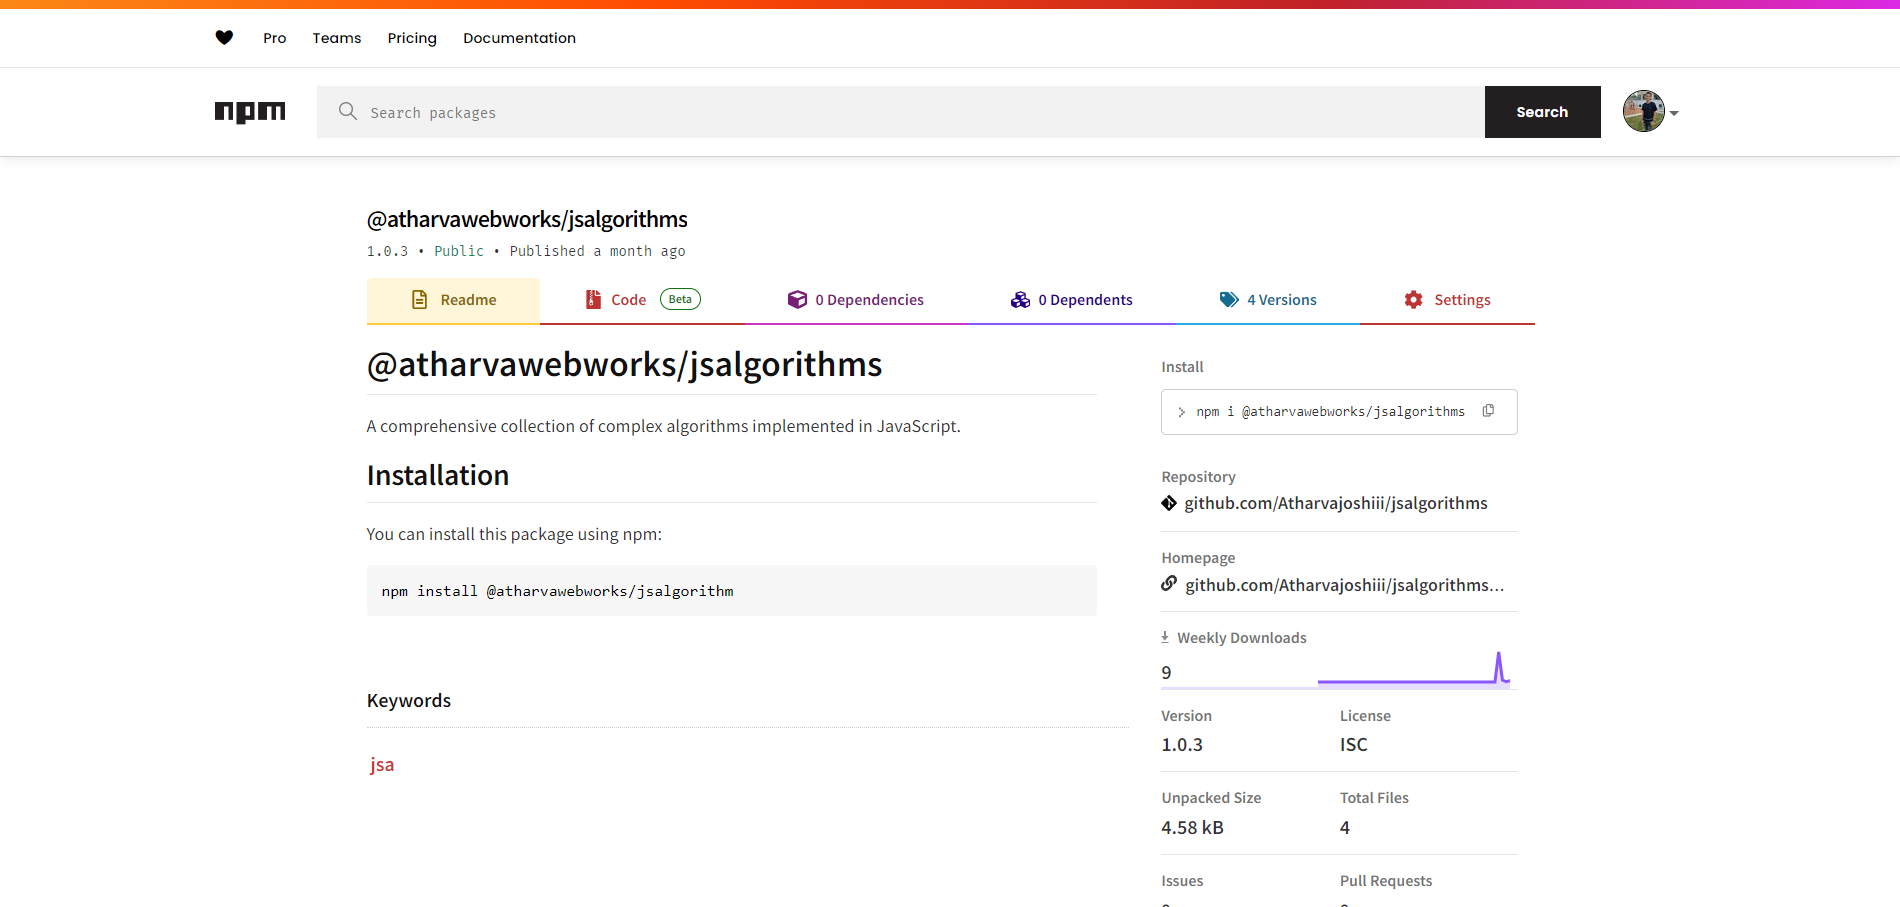 Pro Teams Pricing Documentation
npm Search packages Search
@atharvawebworks/jsalgorithms
1.0.3 • Public • Published a month ago
Readme Code Beta 0 Dependencies 0 Dependents 4 Versions Settings
@atharvawebworks/jsalgorithms
A comprehensive collection of complex algorithms implemented in JavaScript.
Installation
You can install this package using npm:
npm install @atharvawebworks/jsalgorithm
Keywords
jsa
Install
> npm i @atharvawebworks/jsalgorithms
Repository
github.com/Atharvajoshiii/jsalgorithms
Homepage
github.com/Atharvajoshiii/jsalgorithms...
Weekly Downloads
9
Version License
1.0.3 ISC
Unpacked Size Total Files
4.58 kB 4
Issues Pull Requests